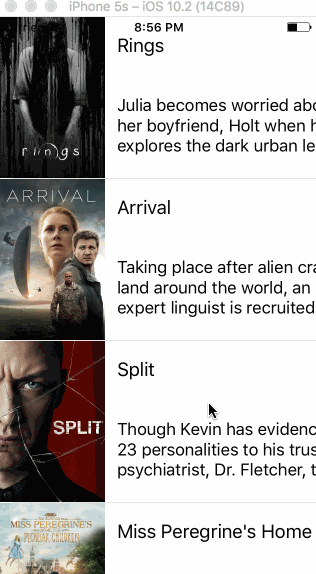 iPhone 5s – iOS 10.2 (14C89)
8:56 PM
Rings
Julia becomes worried abo
her boyfriend, Holt when h
explores the dark urban le
rings
ARRIVAL
Arrival
Taking place after alien cra
land around the world, an
expert linguist is recruited
Split
SPLIT
Though Kevin has evidenc
23 personalities to his trus
psychiatrist, Dr. Fletcher, t
MISS PEREGRINE'S
PECULIAR CHILDREN
Miss Peregrine's Home